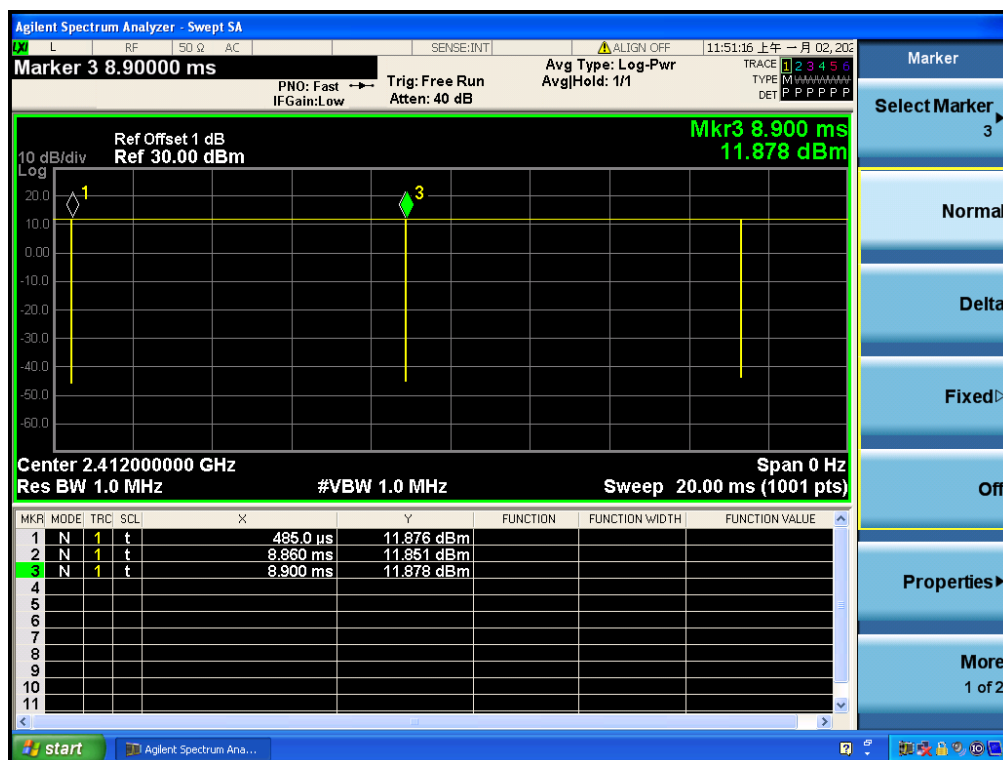 Agilent Spectrum Analyzer - Swept SA
LXI L RF 50 Ω AC SENSE:INT ALIGN OFF 11:51:16 上午 一月 02, 202
Marker 3 8.90000 ms
PNO: Fast
IFGain:Low
Trig: Free Run
Atten: 40 dB
Avg Type: Log-Pwr
Avg|Hold: 1/1
TRACE 1 2 3 4 5 6
TYPE M
DET P P P P P P
Marker
Select Marker
3
Normal
Delta
Fixed
Off
Properties
More
1 of 2
Mkr3 8.900 ms
11.878 dBm
Ref Offset 1 dB
10 dB/div Ref 30.00 dBm
Log
20.0
10.0
0.00
-10.0
-20.0
-30.0
-40.0
-50.0
-60.0
1
3
Center 2.412000000 GHz Span 0 Hz
Res BW 1.0 MHz #VBW 1.0 MHz Sweep 20.00 ms (1001 pts)
MKR MODE TRC SCL X Y FUNCTION FUNCTION WIDTH FUNCTION VALUE
1 N 1 t 485.0 µs 11.876 dBm
2 N 1 t 8.860 ms 11.851 dBm
3 N 1 t 8.900 ms 11.878 dBm
4
5
6
7
8
9
10
11
start Agilent Spectrum Ana...